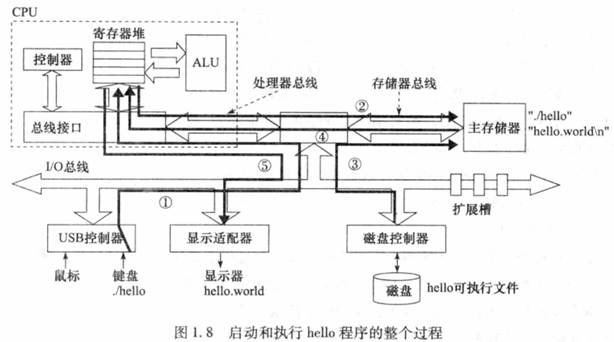 CPU
寄存器堆
控制器
ALU
处理器总线
存储器总线
②
总线接口
④
主存储器
"./hello"
"hello.world\n"
⑤
③
I/O总线
①
扩展槽
USB控制器
显示适配器
磁盘控制器
鼠标
键盘
./hello
显示器
hello.world
磁盘
hello可执行文件
图1.8 启动和执行 hello 程序的整个过程